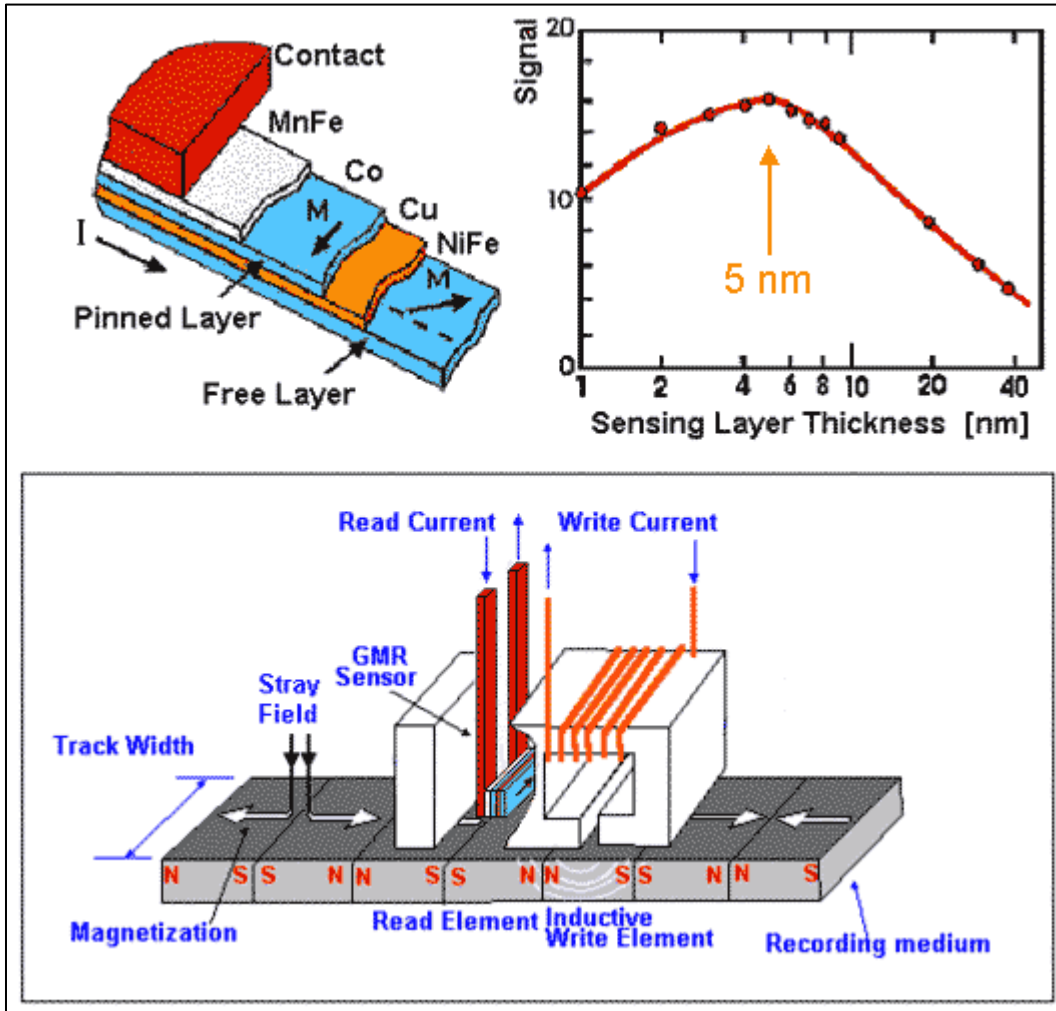 Contact
MnFe
Co
M
Cu
NiFe
M
I
Pinned Layer
Free Layer
Signal
20
10
0
5 nm
1 2 4 6 8 10 20 40
Sensing Layer Thickness [nm]
Read Current
Write Current
GMR
Sensor
Stray
Field
Track Width
N S S N N S S N N S S N N S
Magnetization
Read Element
Inductive
Write Element
Recording medium